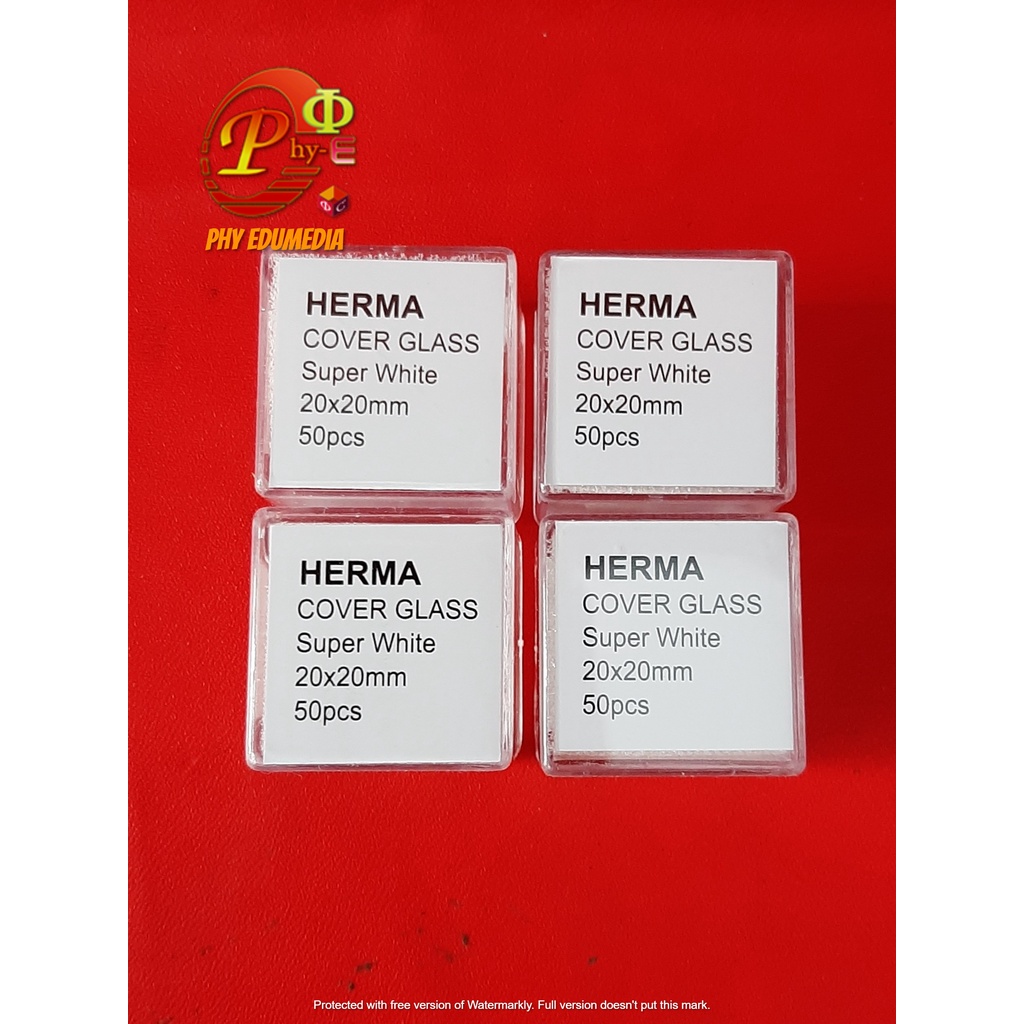 Φ
Phy-E
PHY EDUMEDIA
HERMA
COVER GLASS
Super White
20x20mm
50pcs
HERMA
COVER GLASS
Super White
20x20mm
50pcs
HERMA
COVER GLASS
Super White
20x20mm
50pcs
HERMA
COVER GLASS
Super White
20x20mm
50pcs
Protected with free version of Watermarkly. Full version doesn't put this mark.